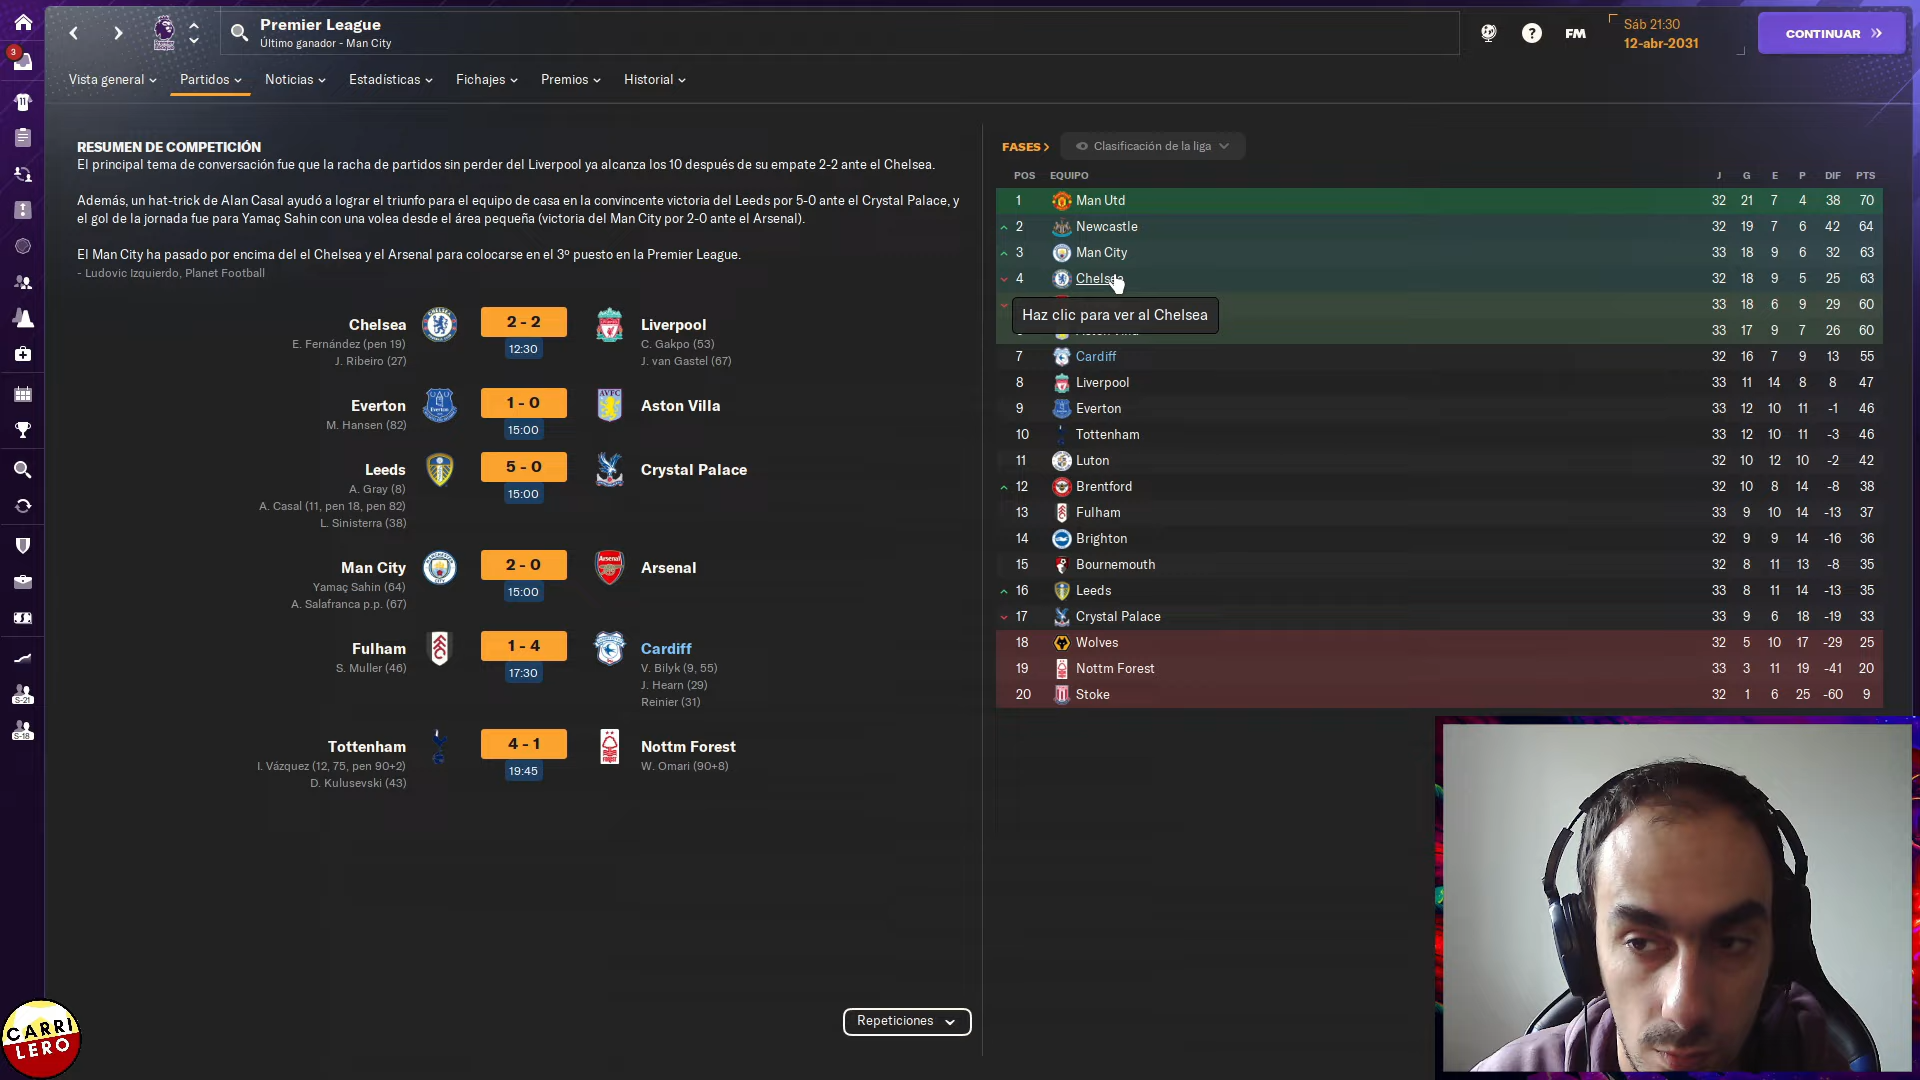 Premier League
Último ganador - Man City
FM
Sáb 21:30
12-abr-2031
CONTINUAR
3
Vista general
Partidos
Noticias
Estadísticas
Fichajes
Premios
Historial
RESUMEN DE COMPETICIÓN
El principal tema de conversación fue que la racha de partidos sin perder del Liverpool ya alcanza los 10 después de su empate 2-2 ante el Chelsea.
Además, un hat-trick de Alan Casal ayudó a lograr el triunfo para el equipo de casa en la convincente victoria del Leeds por 5-0 ante el Crystal Palace, y
el gol de la jornada fue para Yamaç Sahin con una volea desde el área pequeña (victoria del Man City por 2-0 ante el Arsenal).
El Man City ha pasado por encima del el Chelsea y el Arsenal para colocarse en el 3º puesto en la Premier League.
- Ludovic Izquierdo, Planet Football
Chelsea 2 - 2 Liverpool
E. Fernández (pen 19) 12:30 C. Gakpo (53)
J. Ribeiro (27) J. van Gastel (67)
Everton 1 - 0 Aston Villa
M. Hansen (82) 15:00
Leeds 5 - 0 Crystal Palace
A. Gray (8) 15:00
A. Casal (11, pen 18, pen 82)
L. Sinisterra (38)
Man City 2 - 0 Arsenal
Yamaç Sahin (64) 15:00
A. Salafranca p.p. (67)
Fulham 1 - 4 Cardiff
S. Muller (46) 17:30 V. Bilyk (9, 55)
J. Hearn (29)
Reinier (31)
Tottenham 4 - 1 Nottm Forest
I. Vázquez (12, 75, pen 90+2) 19:45 W. Omari (90+8)
D. Kulusevski (43)
Repeticiones
FASES > Clasificación de la liga
POS EQUIPO J G E P DIF PTS
1 Man Utd 32 21 7 4 38 70
2 Newcastle 32 19 7 6 42 64
3 Man City 33 18 9 6 32 63
4 Chelsea 32 18 9 5 25 63
33 18 6 9 29 60
Haz clic para ver al Chelsea
33 17 9 7 26 60
7 Cardiff 32 16 7 9 13 55
8 Liverpool 33 11 14 8 8 47
9 Everton 33 12 10 11 -1 46
10 Tottenham 33 12 10 11 -3 46
11 Luton 32 10 12 10 -2 42
12 Brentford 32 10 8 14 -8 38
13 Fulham 33 9 10 14 -13 37
14 Brighton 32 9 9 14 -16 36
15 Bournemouth 32 8 11 13 -8 35
16 Leeds 33 8 11 14 -13 35
17 Crystal Palace 33 9 6 18 -19 33
18 Wolves 32 5 10 17 -29 25
19 Nottm Forest 33 3 11 19 -41 20
20 Stoke 32 1 6 25 -60 9
S-21
S-18
CARRI
LERO